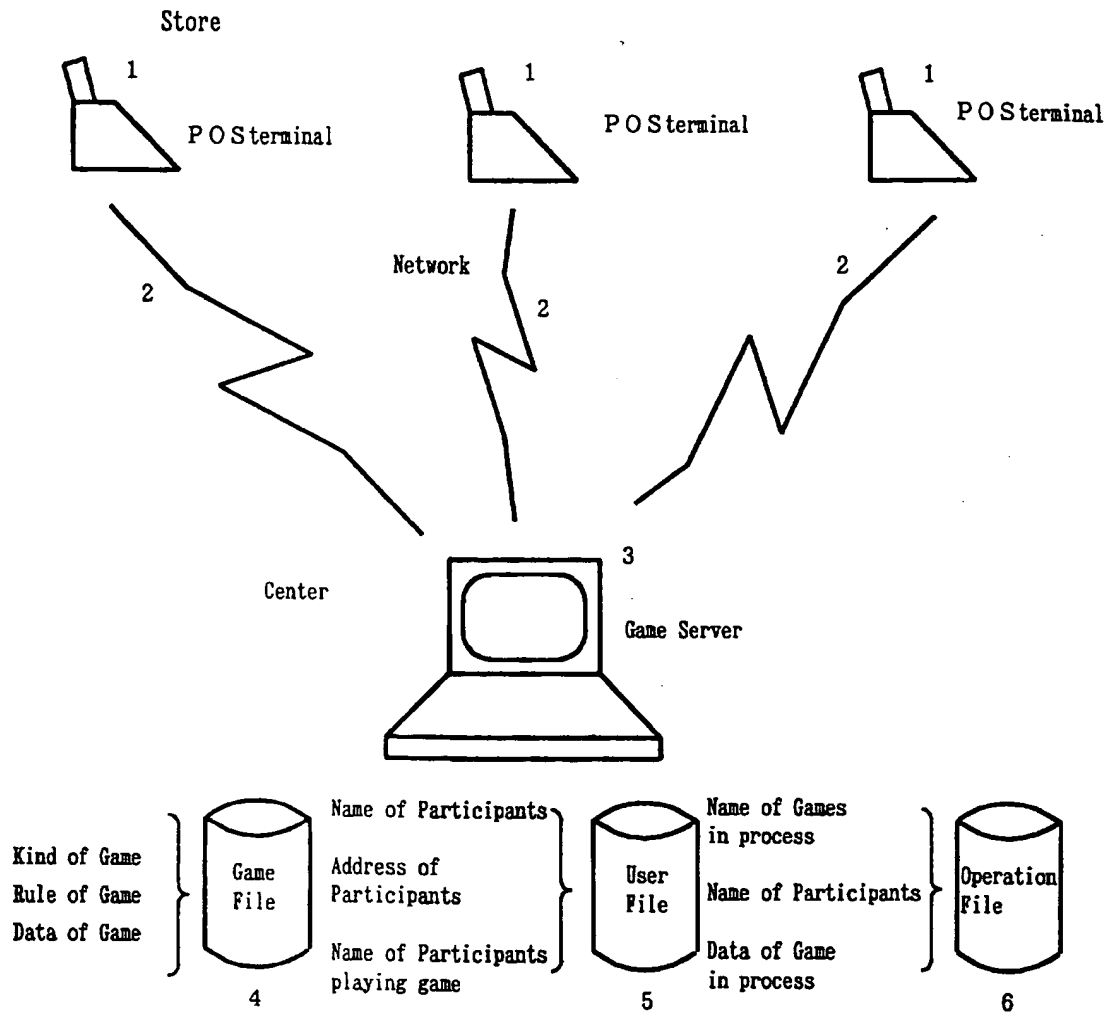 Store
1
1
1
POSterminal
POSterminal
POSterminal
Network
2
2
2
3
Center
Game Server
Kind of Game
Rule of Game
Data of Game
Game
File
4
Name of Participants
Address of
Participants
Name of Participants
playing game
User
File
5
Name of Games
in process
Name of Participants
Data of Game
in process
Operation
File
6